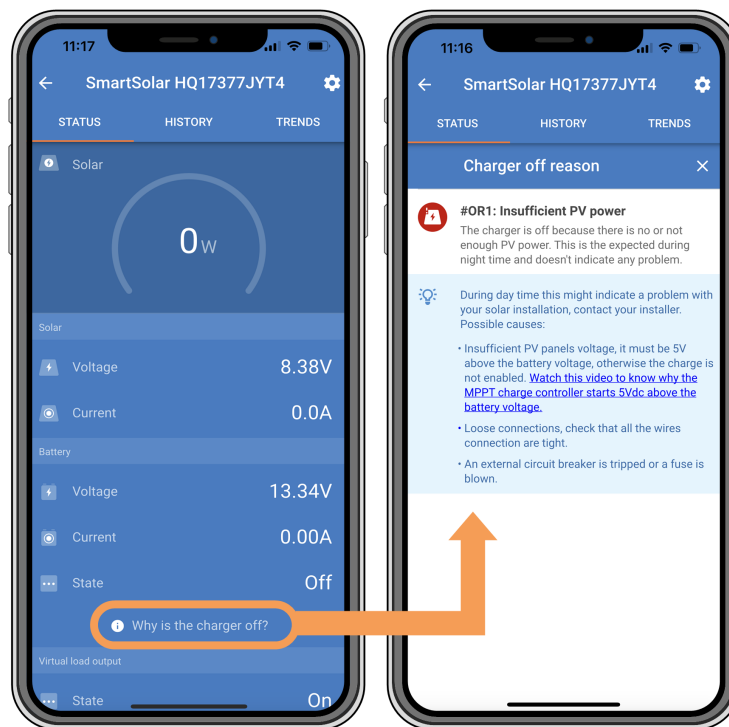 11:17
SmartSolar HQ17377JYT4
STATUS HISTORY TRENDS
Solar
0W
Solar
Voltage 8.38V
Current 0.0A
Battery
Voltage 13.34V
Current 0.00A
State Off
Why is the charger off?
Virtual load output
State On
11:16
SmartSolar HQ17377JYT4
STATUS HISTORY TRENDS
Charger off reason
#OR1: Insufficient PV power
The charger is off because there is no or not
enough PV power. This is the expected during
night time and doesn't indicate any problem.
During day time this might indicate a problem with
your solar installation, contact your installer.
Possible causes:
• Insufficient PV panels voltage, it must be 5V
above the battery voltage, otherwise the charge is
not enabled. Watch this video to know why the
MPPT charge controller starts 5Vdc above the
battery voltage.
• Loose connections, check that all the wires
connection are tight.
• An external circuit breaker is tripped or a fuse is
blown.